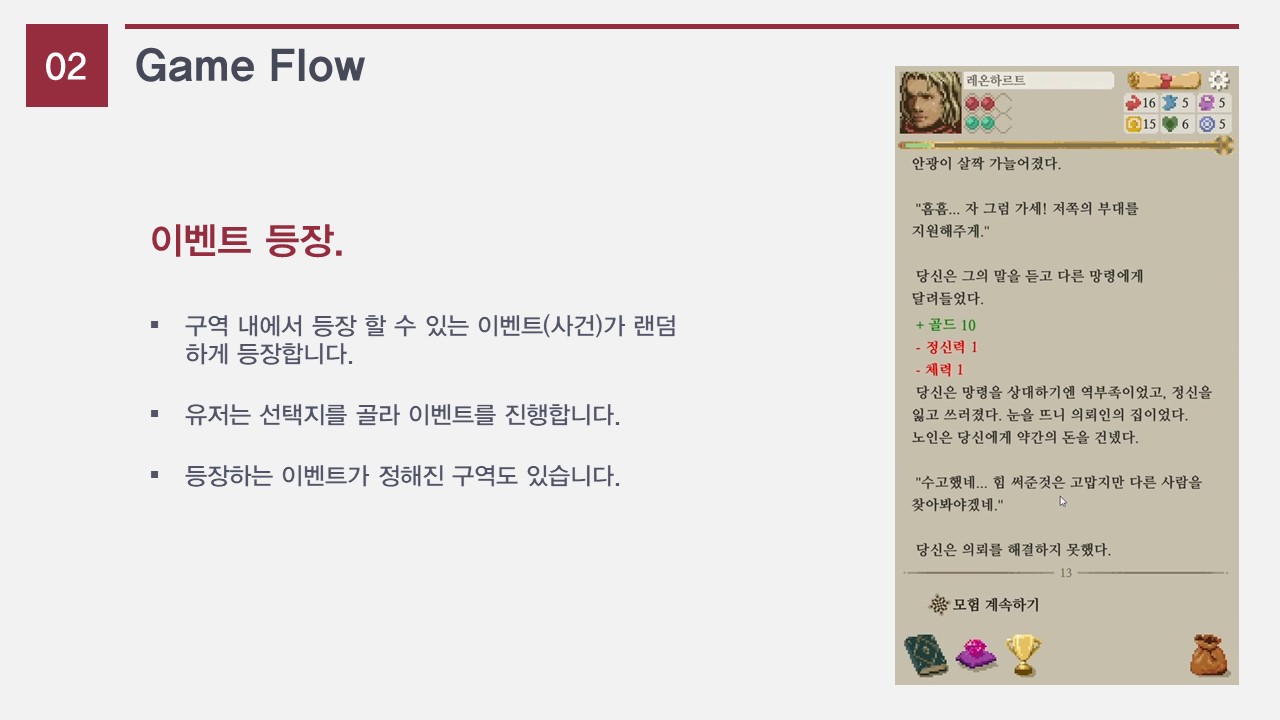 02
Game Flow
이벤트 등장.
▪ 구역 내에서 등장 할 수 있는 이벤트(사건)가 랜덤
하게 등장합니다.
▪ 유저는 선택지를 골라 이벤트를 진행합니다.
▪ 등장하는 이벤트가 정해진 구역도 있습니다.
레온하르트
16 5 5
15 6 5
안광이 살짝 가늘어졌다.
"흠흠... 자 그럼 가세! 저쪽의 부대를
지원해주게."
당신은 그의 말을 듣고 다른 망령에게
달려들었다.
+ 골드 10
- 정신력 1
- 체력 1
당신은 망령을 상대하기엔 역부족이었고, 정신을
잃고 쓰러졌다. 눈을 뜨니 의뢰인의 집이었다.
노인은 당신에게 약간의 돈을 건넸다.
"수고했네... 힘 써준것은 고맙지만 다른 사람을
찾아봐야겠네."
당신은 의뢰를 해결하지 못했다.
13
모험 계속하기